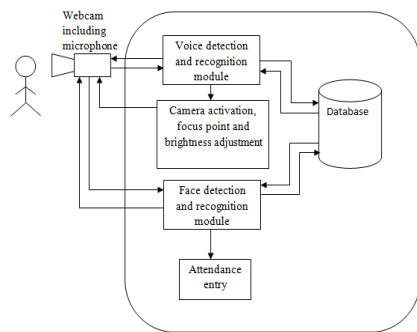 Webcam
including
microphone
Voice detection
and recognition
module
Camera activation,
focus point and
brightness adjustment
Database
Face detection
and recognition
module
Attendance
entry